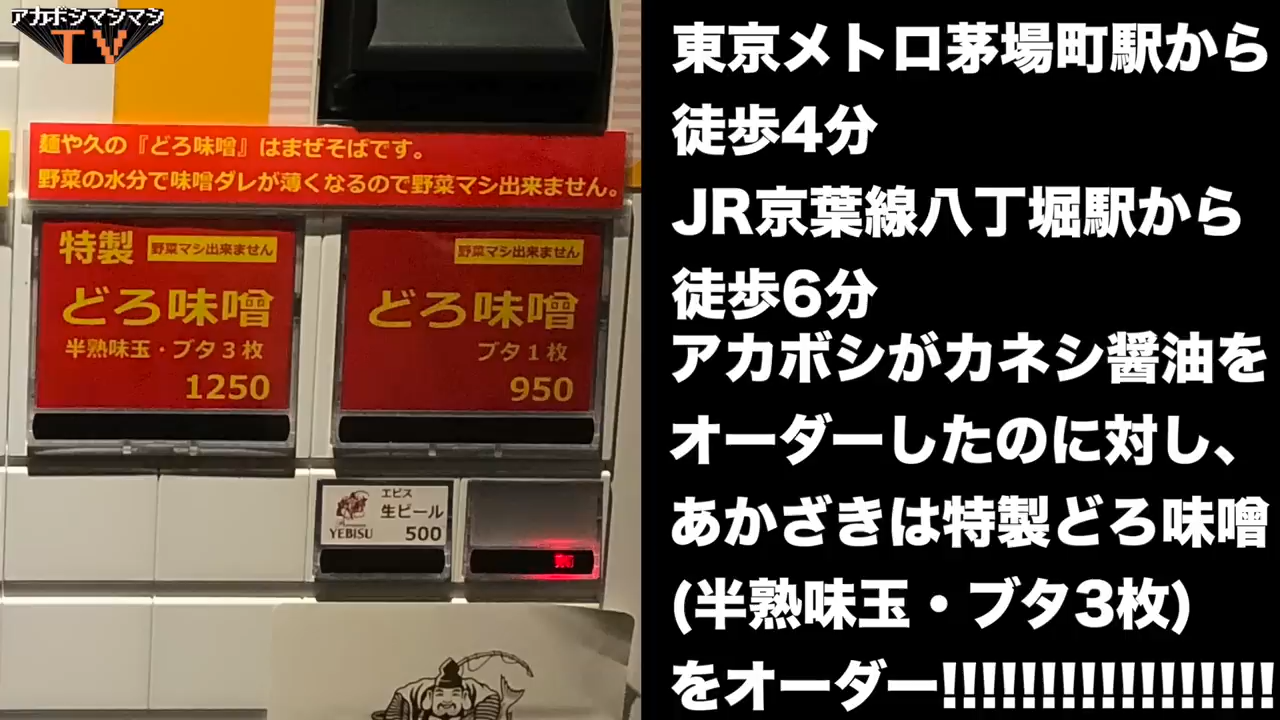 アカボシマシマシ
TV
麺や久の『どろ味噌』はまぜそばです。
野菜の水分で味噌ダレが薄くなるので野菜マシ出来ません。
特製 野菜マシ出来ません
どろ味噌
半熟味玉・ブタ3枚
1250
野菜マシ出来ません
どろ味噌
ブタ1枚
950
エビス
生ビール
YEBISU 500
東京メトロ茅場町駅から
徒歩4分
JR京葉線八丁堀駅から
徒歩6分
アカボシがカネシ醤油を
オーダーしたのに対し、
あかざきは特製どろ味噌
(半熟味玉・ブタ3枚)
をオーダー!!!!!!!!!!!!!!!!!!